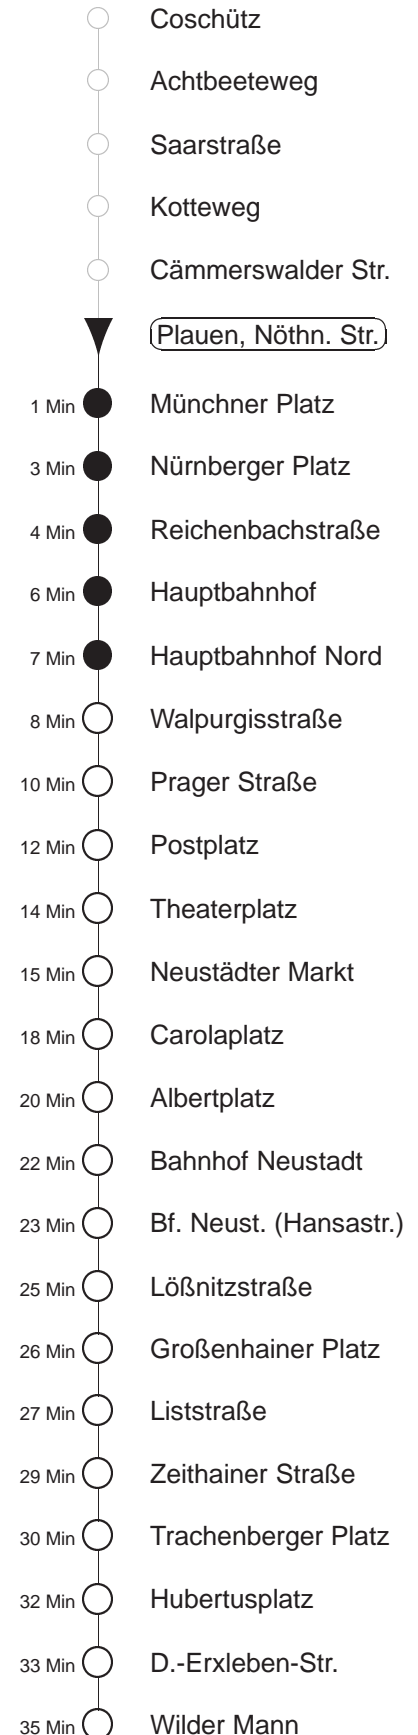 Coschütz
Achtbeeteweg
Saarstraße
Kotteweg
Cämmerswalder Str.
Plauen, Nöthn. Str.
1 Min Münchner Platz
3 Min Nürnberger Platz
4 Min Reichenbachstraße
6 Min Hauptbahnhof
7 Min Hauptbahnhof Nord
8 Min Walpurgisstraße
10 Min Prager Straße
12 Min Postplatz
14 Min Theaterplatz
15 Min Neustädter Markt
18 Min Carolaplatz
20 Min Albertplatz
22 Min Bahnhof Neustadt
23 Min Bf. Neust. (Hansastr.)
25 Min Lößnitzstraße
26 Min Großenhainer Platz
27 Min Liststraße
29 Min Zeithainer Straße
30 Min Trachenberger Platz
32 Min Hubertusplatz
33 Min D.-Erxleben-Str.
35 Min Wilder Mann